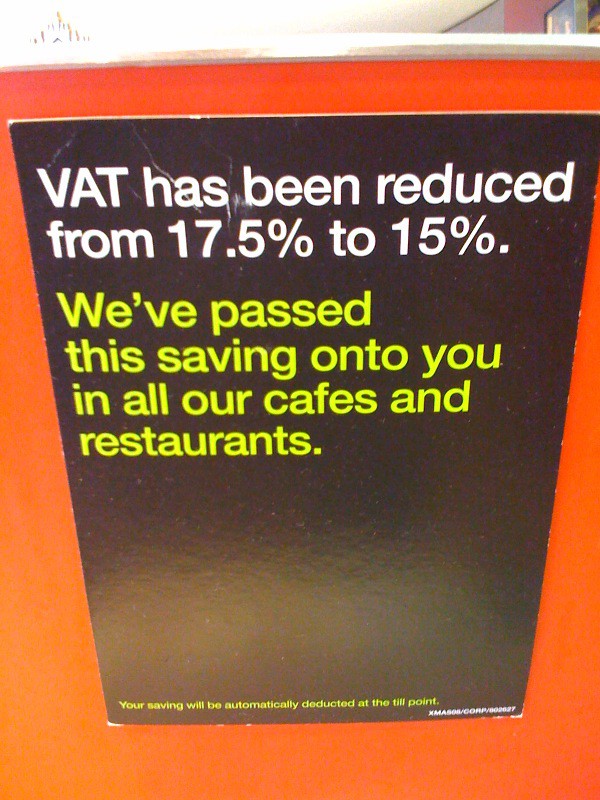 VAT has been reduced
from 17.5% to 15%.
We've passed
this saving onto you
in all our cafes and
restaurants.
Your saving will be automatically deducted at the till point.
XMAS08/CORP/802627